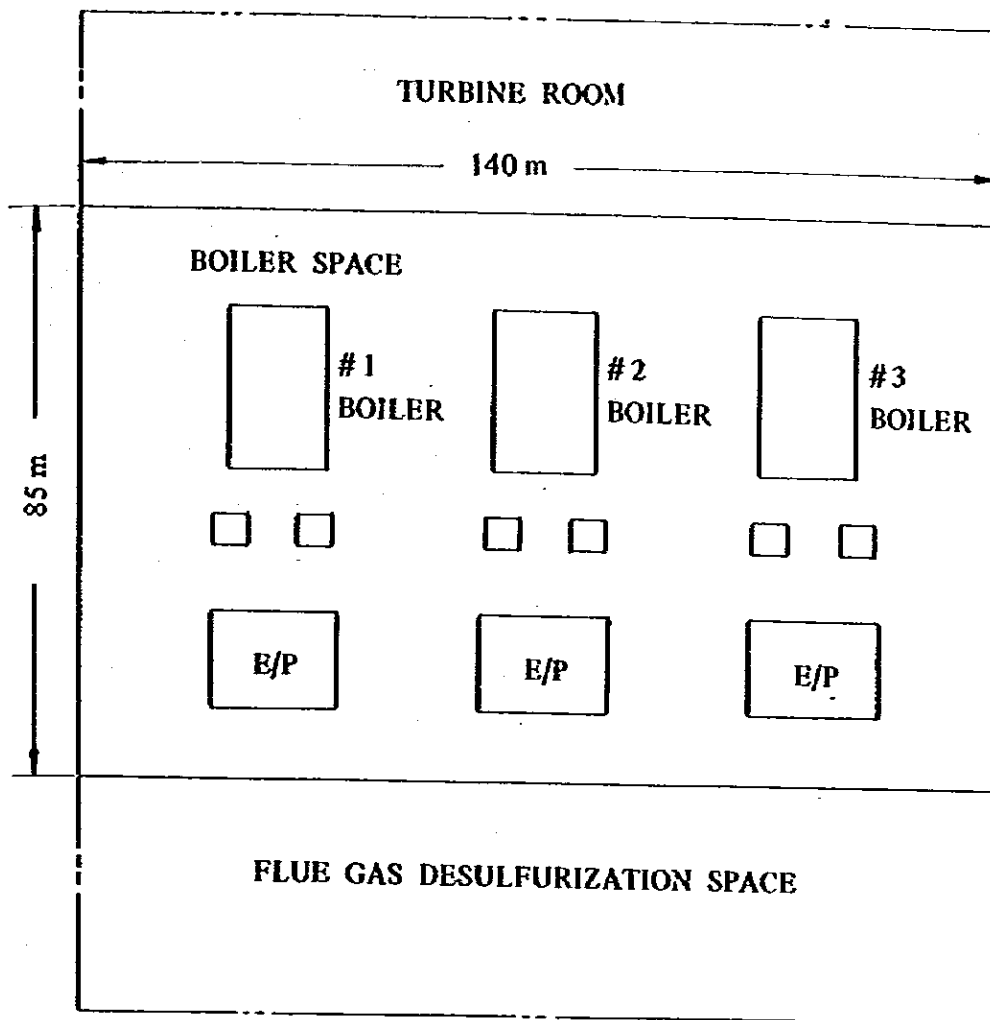 TURBINE ROOM
140 m
BOILER SPACE
#1
BOILER
#2
BOILER
#3
BOILER
85 m
E/P
E/P
E/P
FLUE GAS DESULFURIZATION SPACE